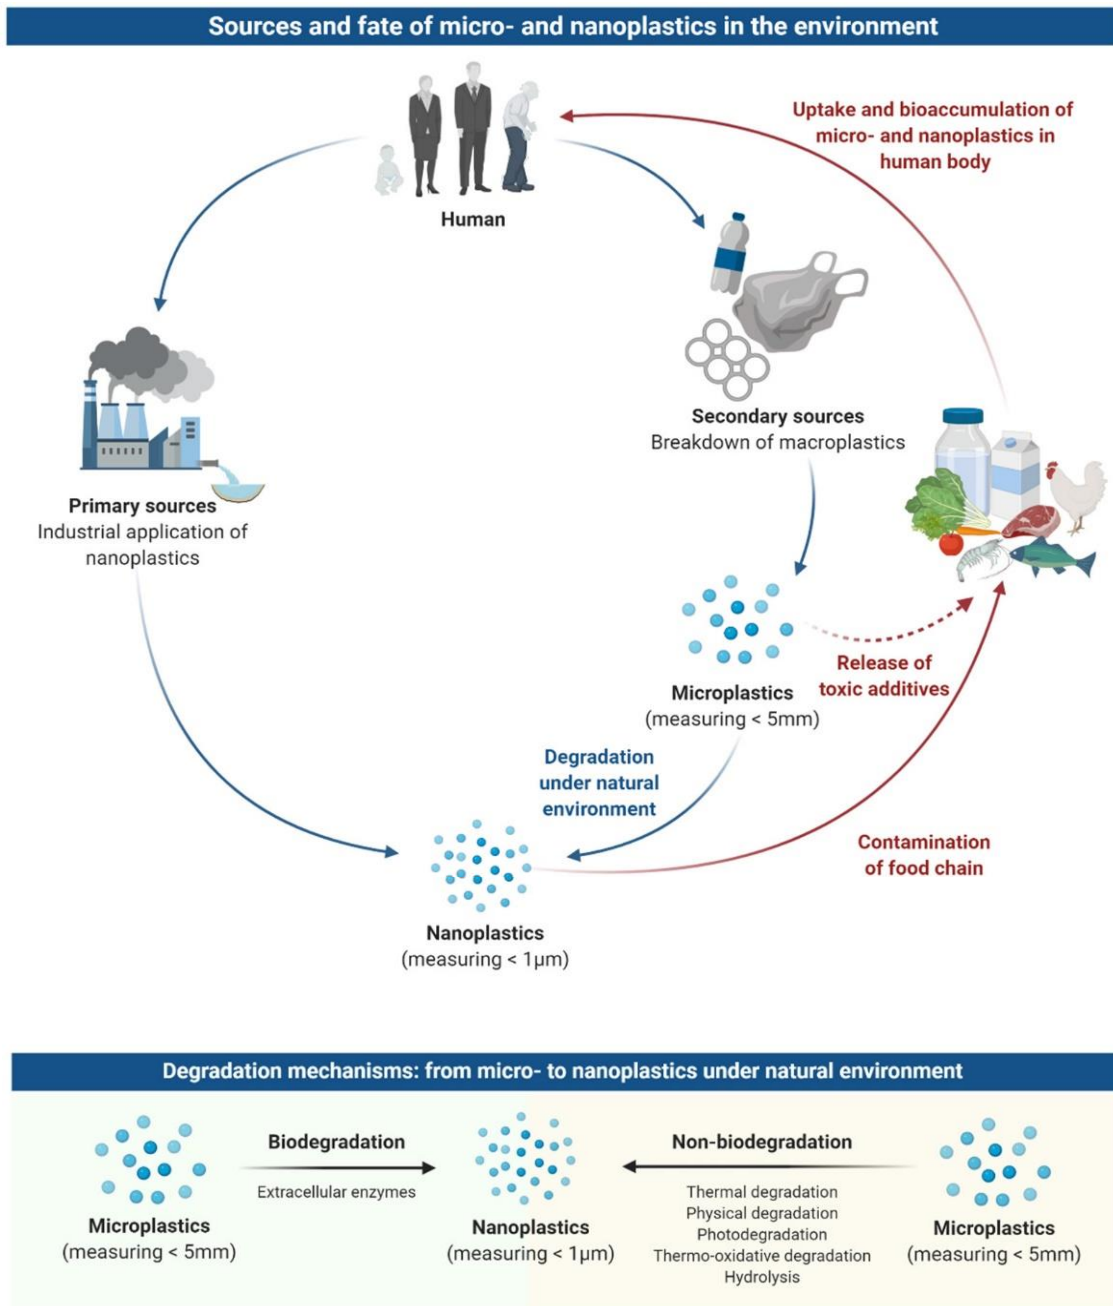 Sources and fate of micro- and nanoplastics in the environment
Uptake and bioaccumulation of
micro- and nanoplastics in
human body
Human
Secondary sources
Breakdown of macroplastics
Primary sources
Industrial application of
nanoplastics
Release of
toxic additives
Microplastics
(measuring < 5mm)
Degradation
under natural
environment
Contamination
of food chain
Nanoplastics
(measuring < 1µm)
Degradation mechanisms: from micro- to nanoplastics under natural environment
Microplastics
(measuring < 5mm)
Biodegradation
Extracellular enzymes
Nanoplastics
(measuring < 1µm)
Non-biodegradation
Thermal degradation
Physical degradation
Photodegradation
Thermo-oxidative degradation
Hydrolysis
Microplastics
(measuring < 5mm)